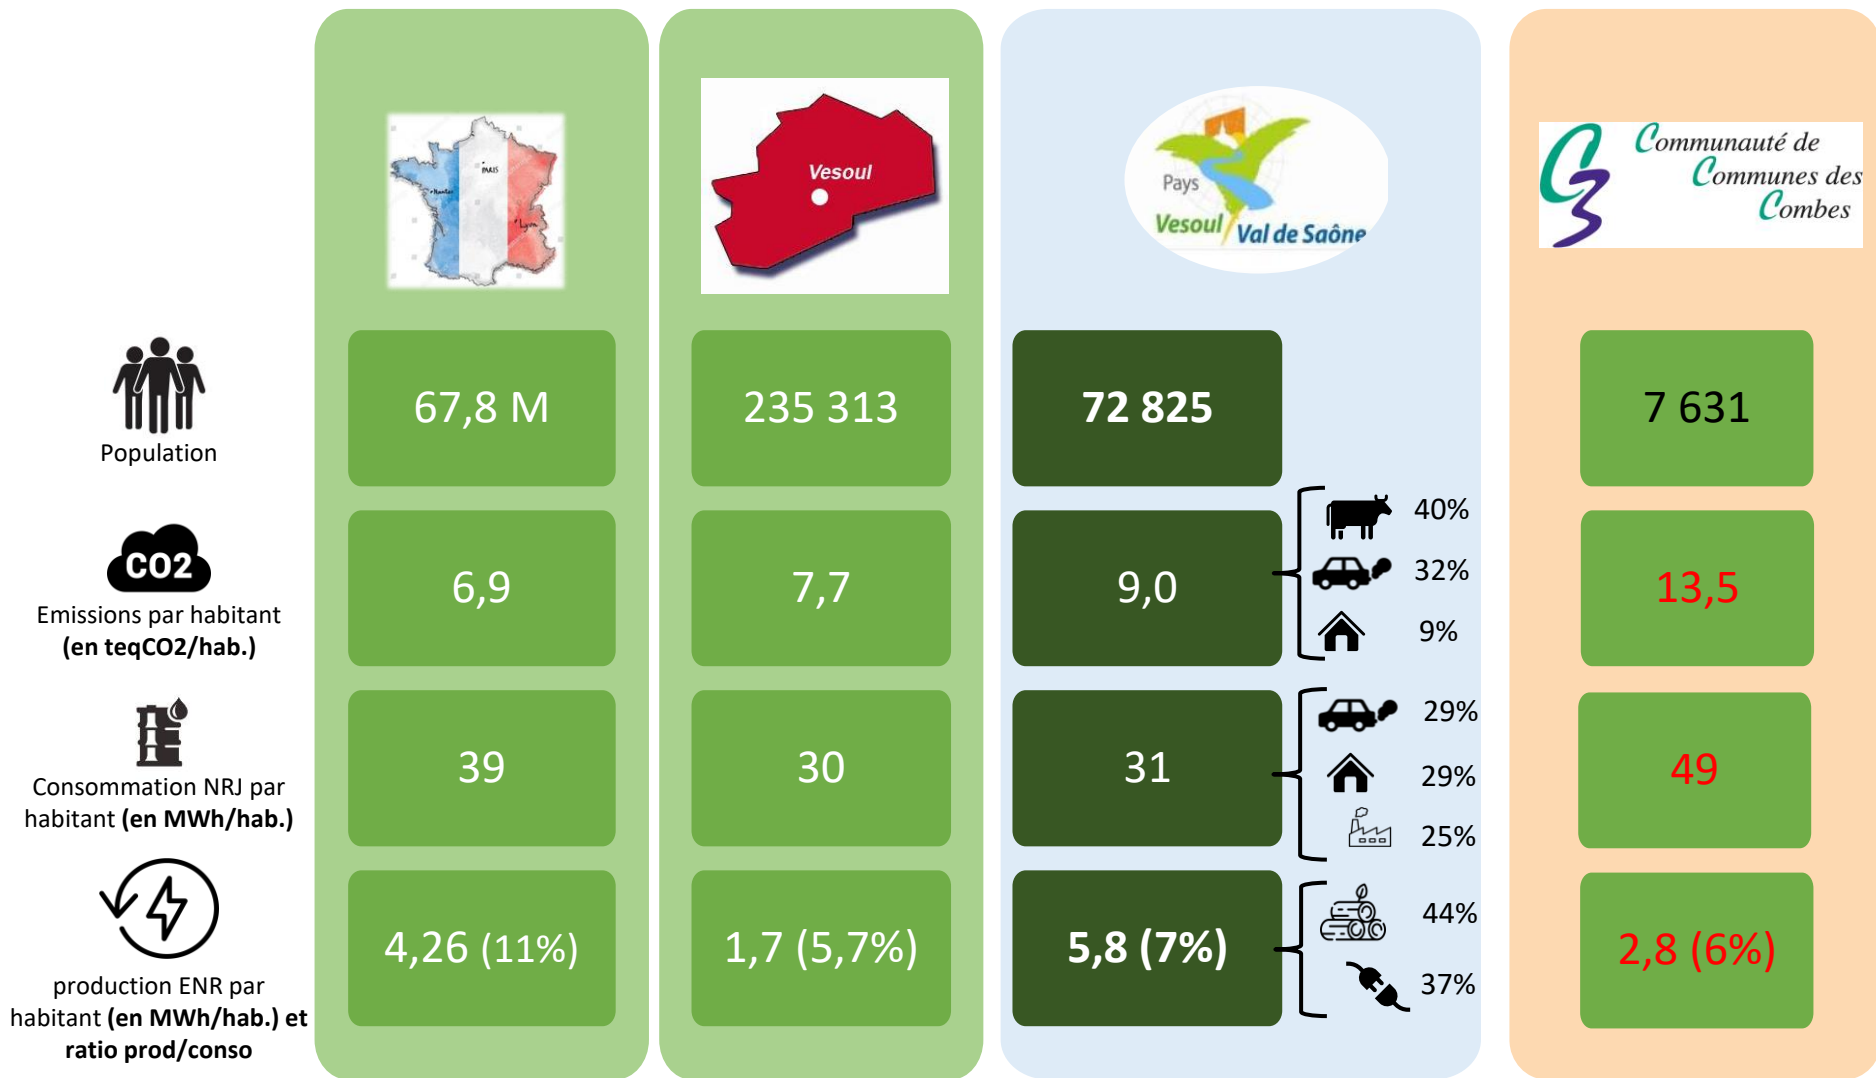 PARIS
Nantes
Lyon
Vesoul
Pays
Vesoul Val de Saône
Communauté de
Communes des
Combes
Population
67,8 M
235 313
72 825
7 631
CO2
Emissions par habitant
(en teqCO2/hab.)
6,9
7,7
9,0
40%
32%
9%
13,5
Consommation NRJ par
habitant (en MWh/hab.)
39
30
31
29%
29%
25%
49
production ENR par
habitant (en MWh/hab.) et
ratio prod/conso
4,26 (11%)
1,7 (5,7%)
5,8 (7%)
44%
37%
2,8 (6%)